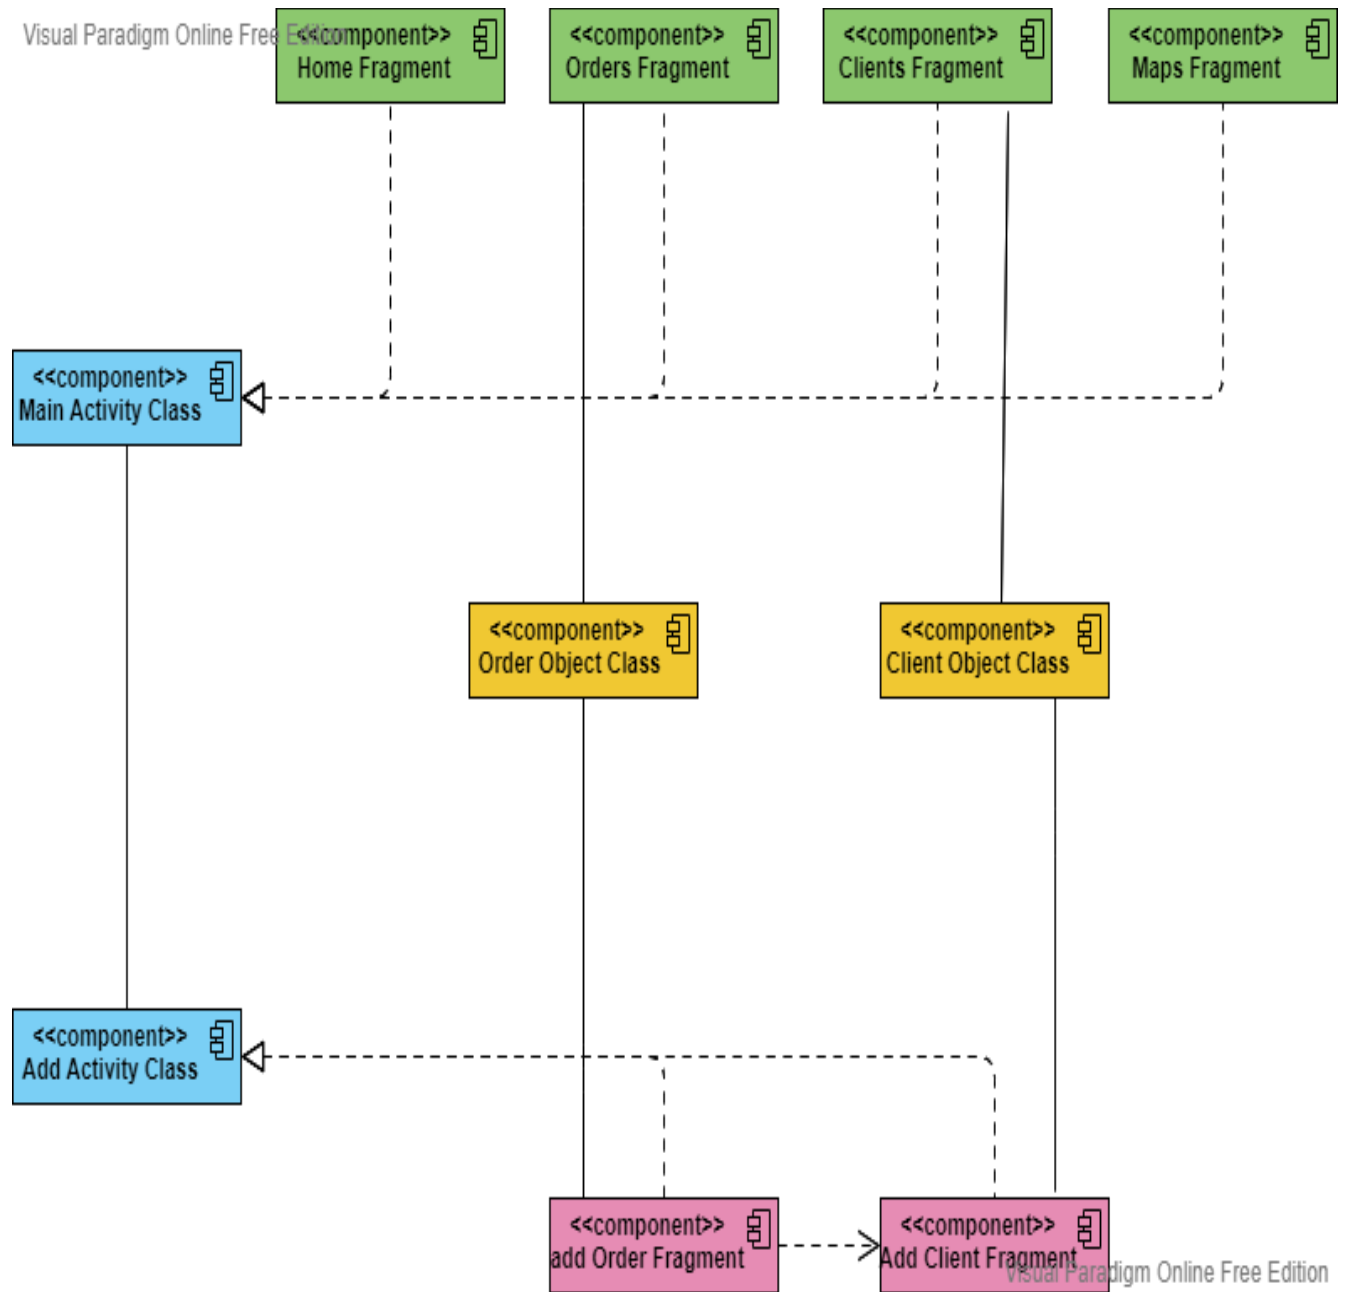 Visual Paradigm Online Free Edition
<<component>>
Home Fragment
<<component>>
Orders Fragment
<<component>>
Clients Fragment
<<component>>
Maps Fragment
<<component>>
Main Activity Class
<<component>>
Order Object Class
<<component>>
Client Object Class
<<component>>
Add Activity Class
<<component>>
add Order Fragment
<<component>>
Add Client Fragment
Visual Paradigm Online Free Edition